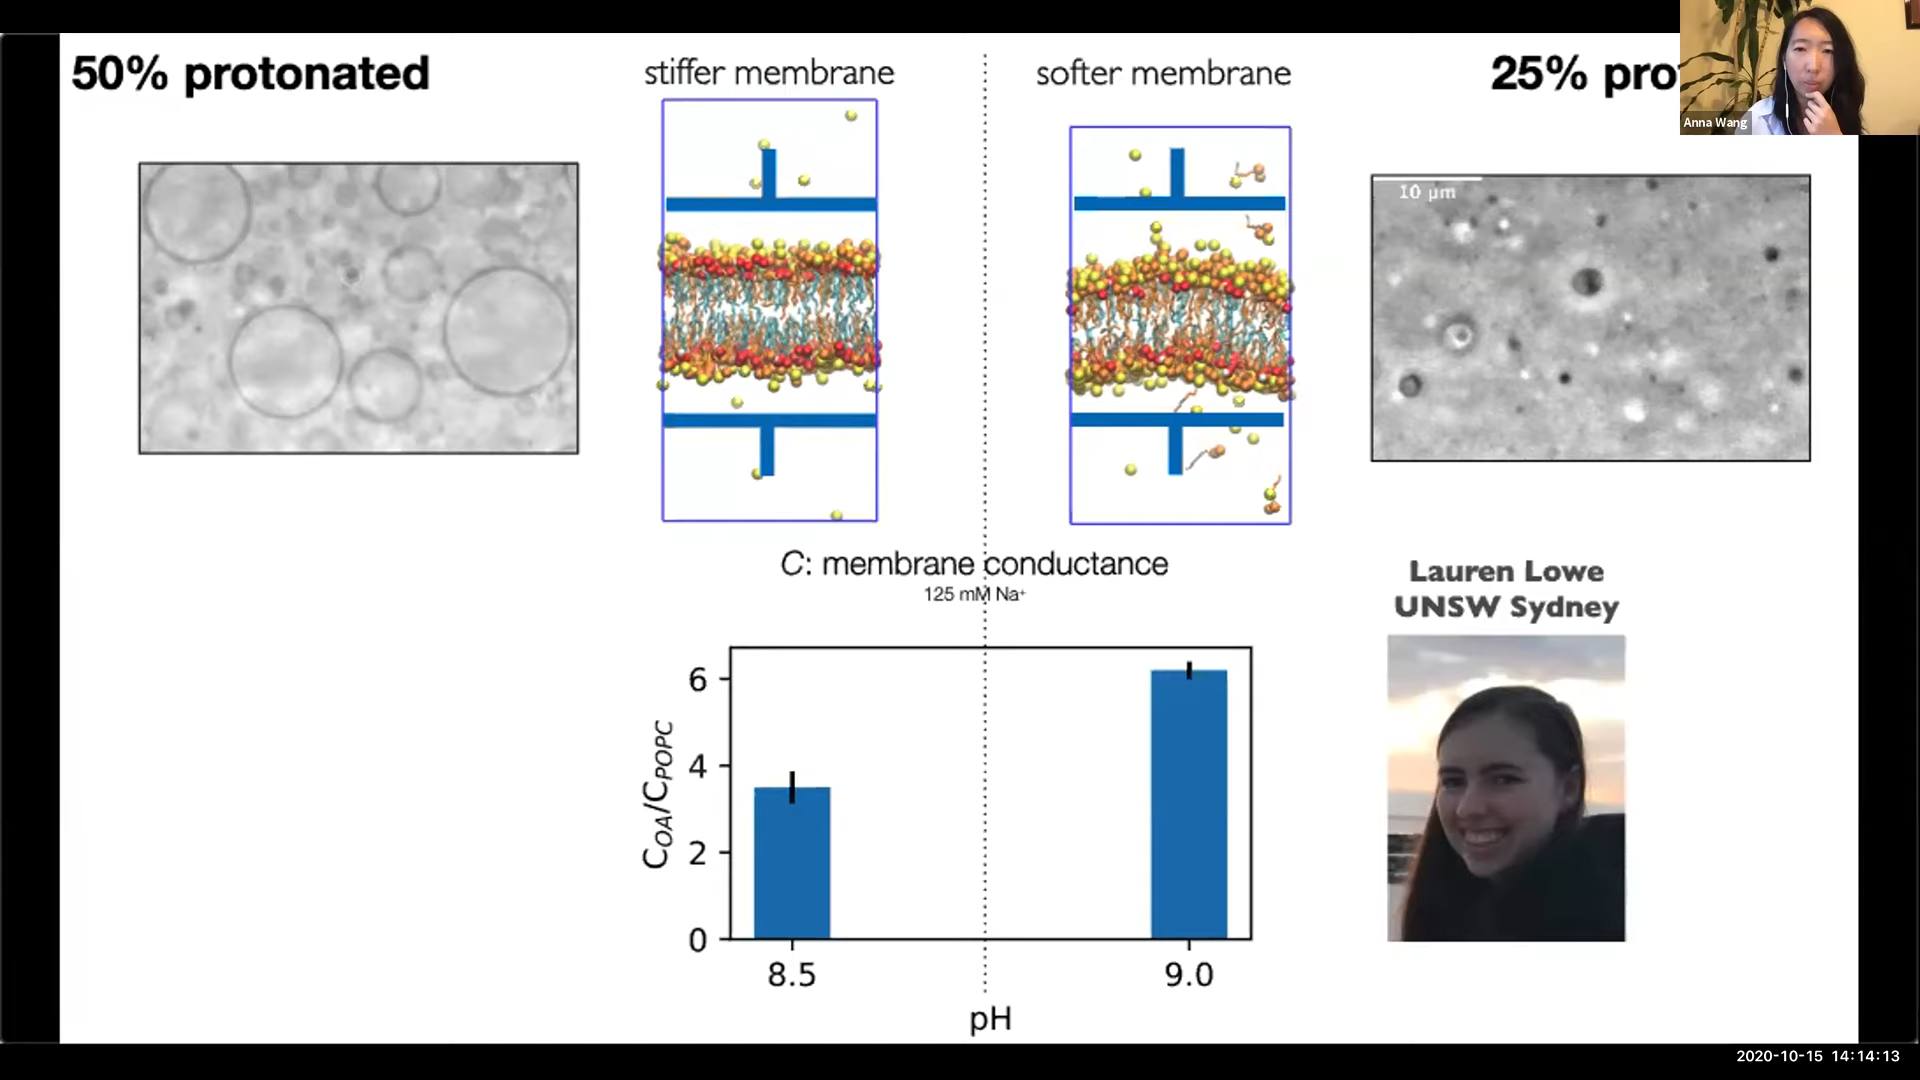 50% protonated
stiffer membrane
softer membrane
25%
Anna Wang
10 µm
C: membrane conductance
125 mM Na⁺
Lauren Lowe
UNSW Sydney
C_OA/C_POPC
6
4
2
0
8.5
9.0
pH
2020-10-15 14:14:13